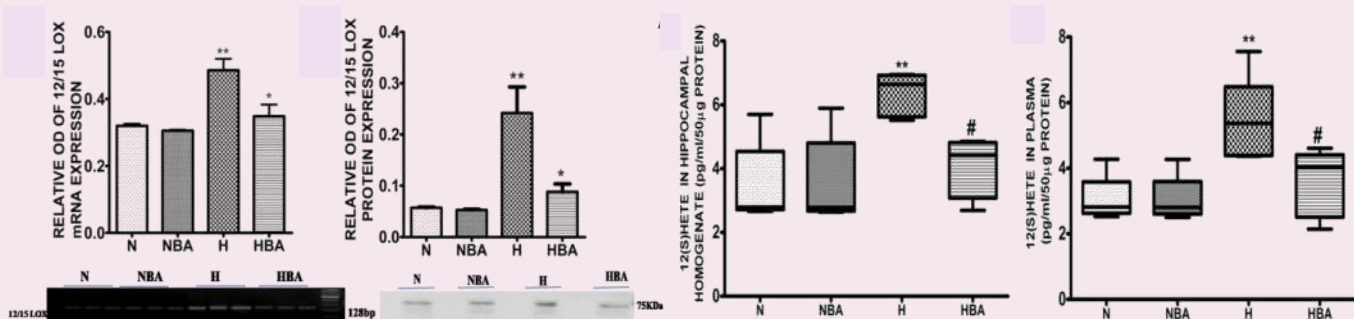 RELATIVE OD OF 12/15 LOX
mRNA EXPRESSION
0.6
0.4
0.2
0.0
**
*
N NBA H HBA
N NBA H HBA
12/15 LOX
128bp
RELATIVE OD OF 12/15 LOX
PROTEIN EXPRESSION
0.4
0.3
0.2
0.1
0.0
**
*
N NBA H HBA
N NBA H HBA
75KDa
12(S)HETE IN HIPPOCAMPAL
HOMOGENATE (pg/ml/50µg PROTEIN)
8
6
4
2
0
**
#
N NBA H HBA
12(S)HETE IN PLASMA
(pg/ml/50µg PROTEIN)
8
6
4
2
0
**
#
N NBA H HBA